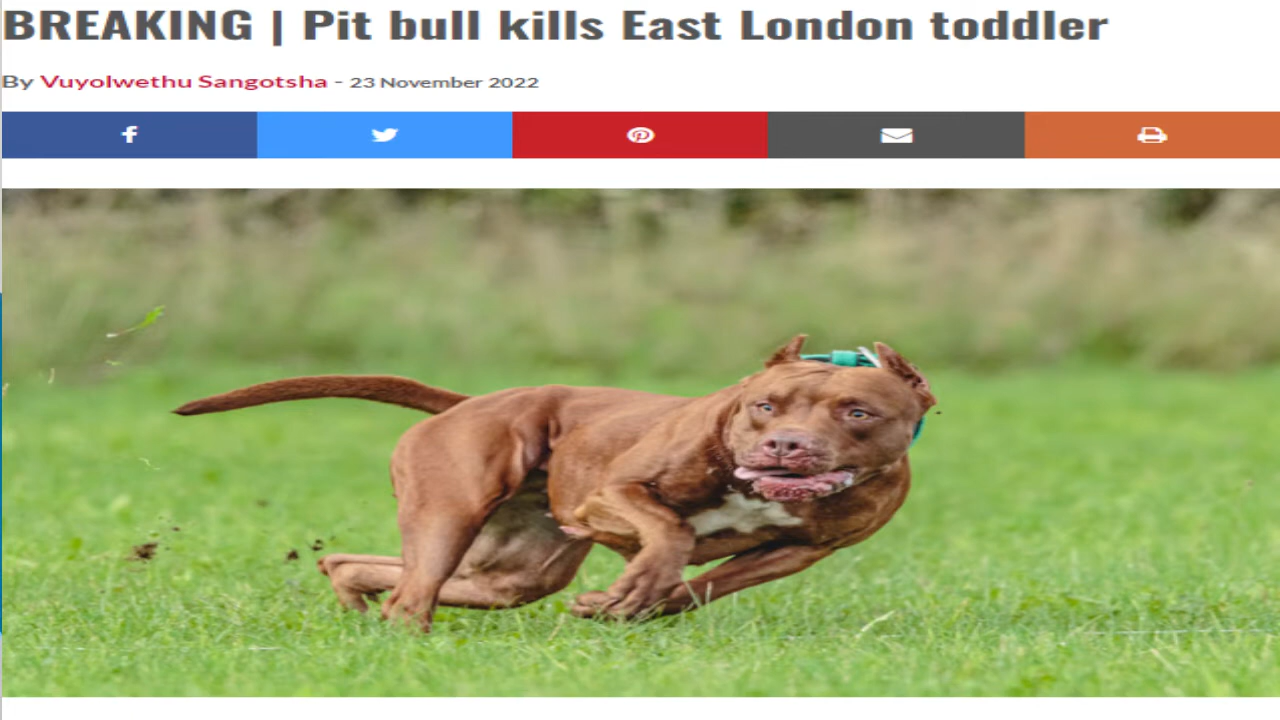 BREAKING | Pit bull kills East London toddler
By Vuyolwethu Sangotsha - 23 November 2022